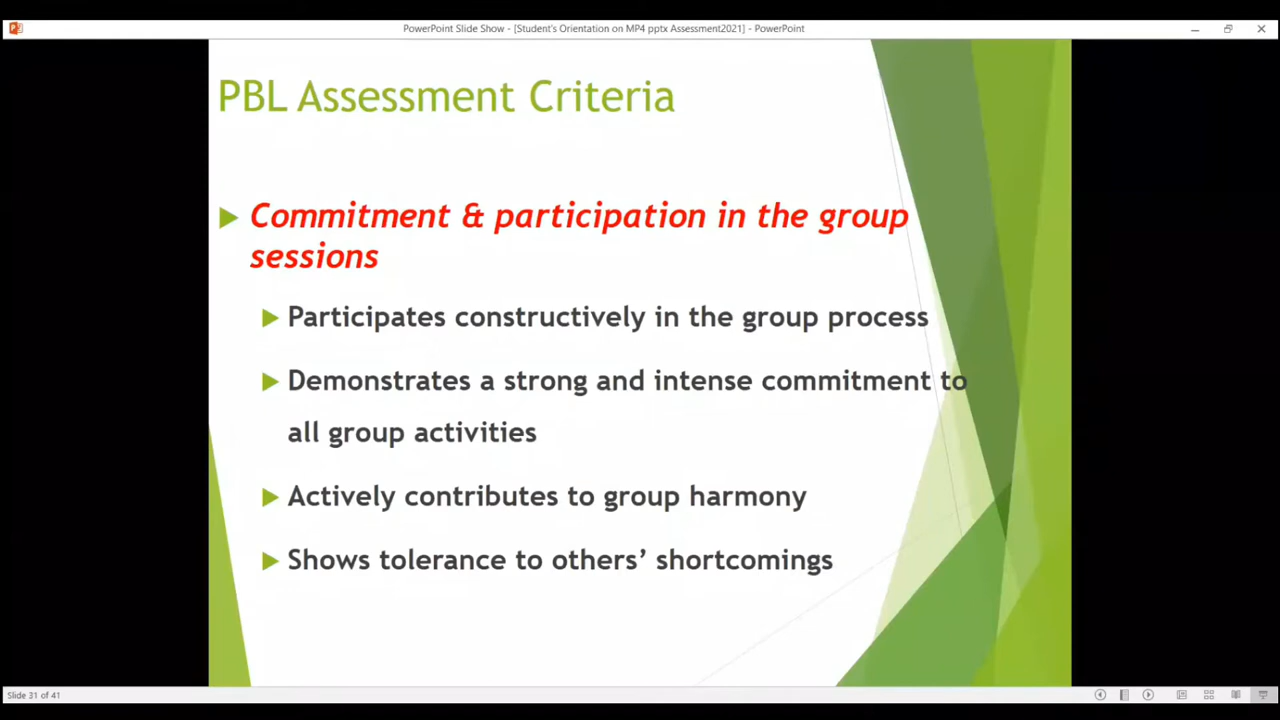 PowerPoint Slide Show - [Student's Orientation on MP4 pptx Assessment2021] - PowerPoint
PBL Assessment Criteria
Commitment & participation in the group
sessions
Participates constructively in the group process
Demonstrates a strong and intense commitment to
all group activities
Actively contributes to group harmony
Shows tolerance to others’ shortcomings
Slide 31 of 41